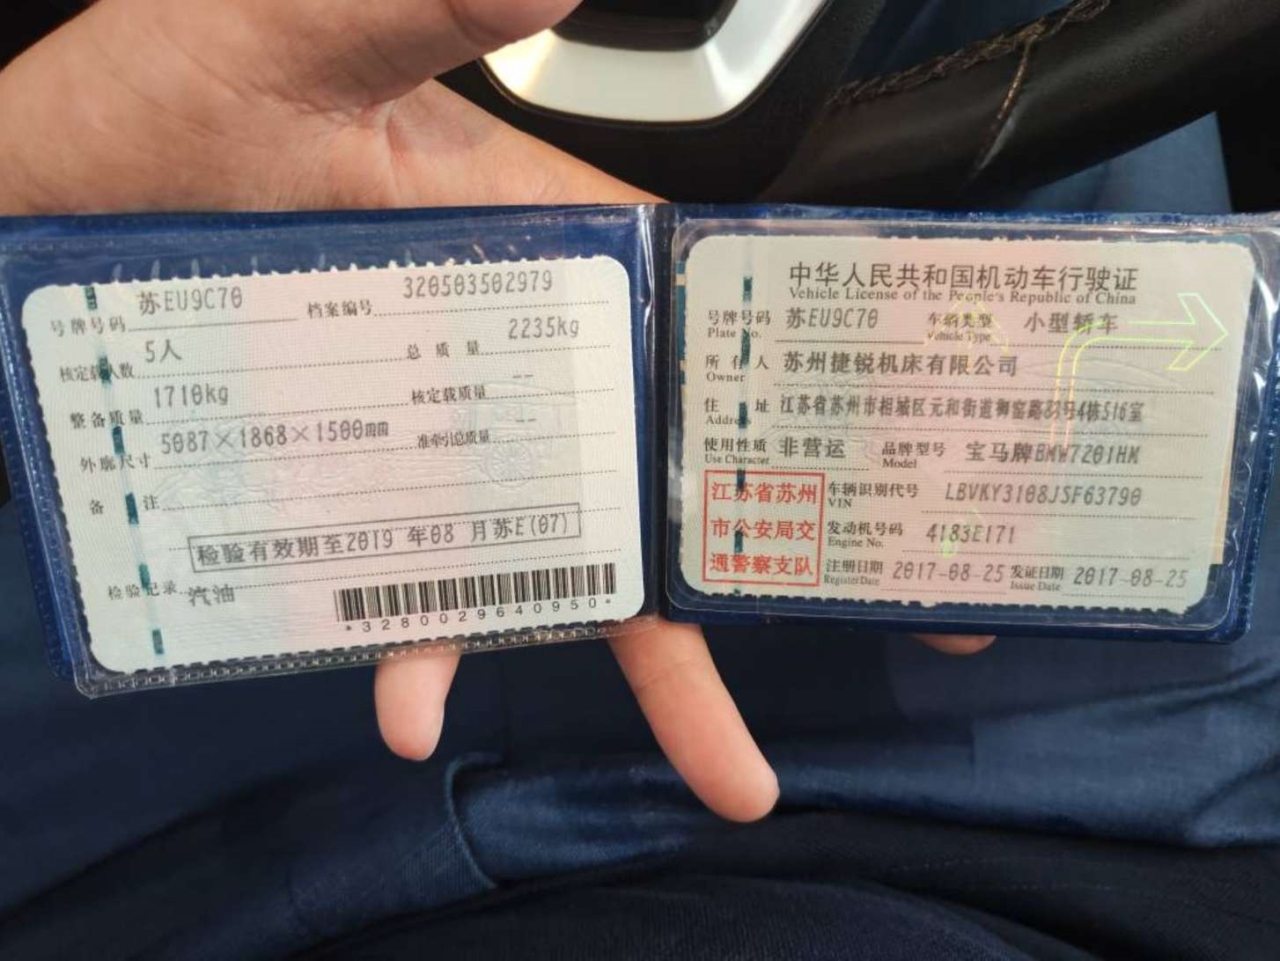 苏EU9C70
号牌号码
档案编号 320503502979
核定载人数 5人
总质量 2235kg
整备质量 1710kg
核定载质量 --
外廓尺寸 5087×1868×1500mm
准牵引总质量 --
备注
检验有效期至2019 年08 月苏E(07)
检验记录 汽油
*3280029640950*
中华人民共和国机动车行驶证
Vehicle License of the People's Republic of China
号牌号码 苏EU9C70 车辆类型 小型轿车
Plate No. Vehicle Type
所有人 苏州捷锐机床有限公司
Owner
住址 江苏省苏州市相城区元和街道御窑路 号4栋516室
Address
使用性质 非营运 品牌型号 宝马牌BMW7201HM
Use Character Model
江苏省苏州
市公安局交
通警察支队
车辆识别代号 LBVKY3108JSF63790
VIN
发动机号码 4183E171
Engine No.
注册日期 2017-08-25 发证日期 2017-08-25
Register Date Issue Date